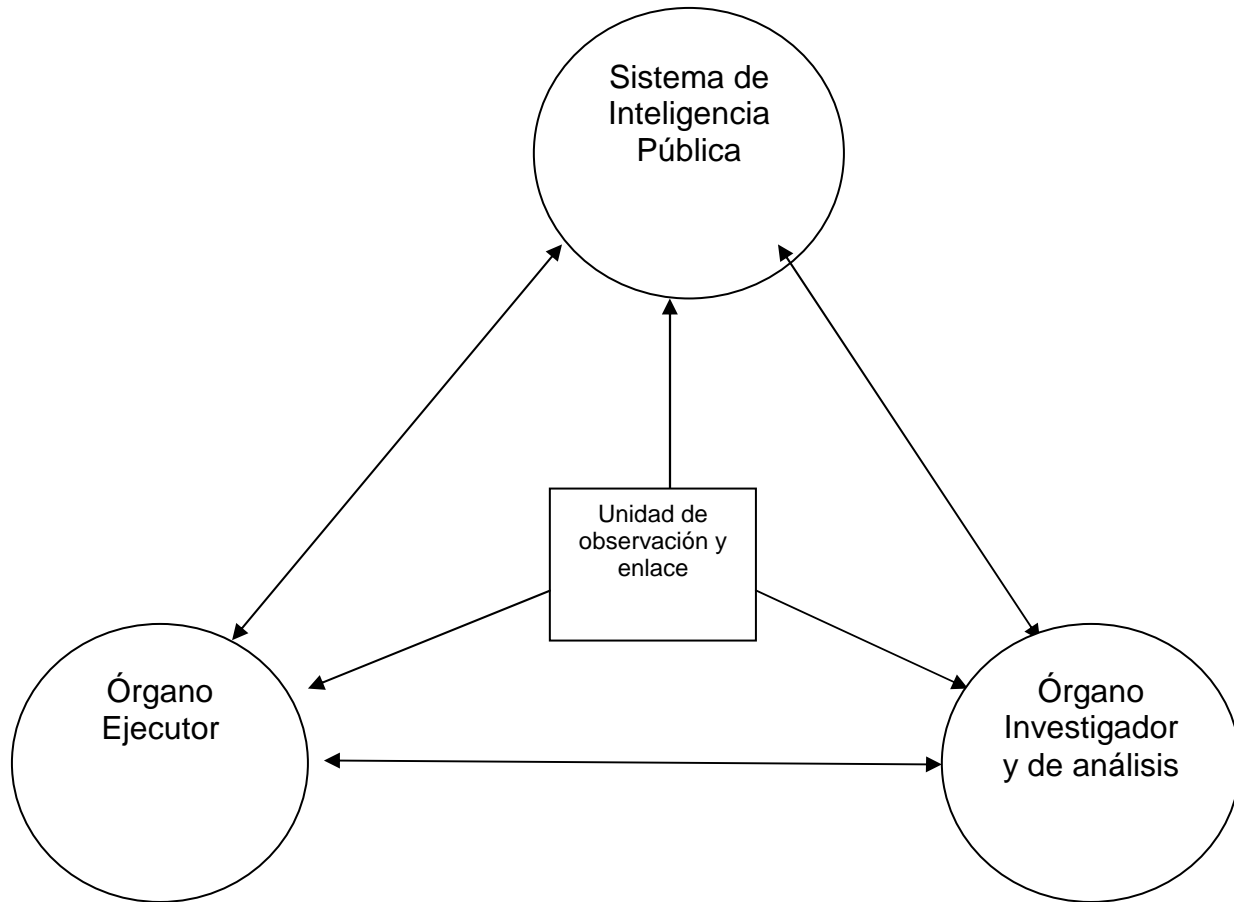 Sistema de
Inteligencia
Pública
Unidad de
observación y
enlace
Órgano
Ejecutor
Órgano
Investigador
y de análisis